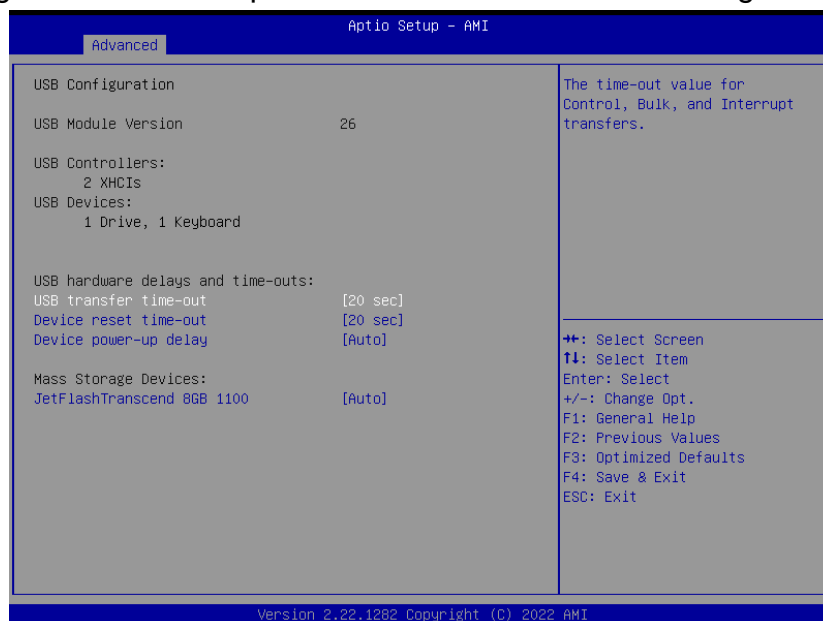 Aptio Setup – AMI
Advanced
USB Configuration
USB Module Version 26
USB Controllers:
2 XHCIs
USB Devices:
1 Drive, 1 Keyboard
USB hardware delays and time-outs:
USB transfer time-out [20 sec]
Device reset time-out [20 sec]
Device power-up delay [Auto]
Mass Storage Devices:
JetFlashTranscend 8GB 1100 [Auto]
The time-out value for
Control, Bulk, and Interrupt
transfers.
→←: Select Screen
↑↓: Select Item
Enter: Select
+/-: Change Opt.
F1: General Help
F2: Previous Values
F3: Optimized Defaults
F4: Save & Exit
ESC: Exit
Version 2.22.1282 Copyright (C) 2022 AMI